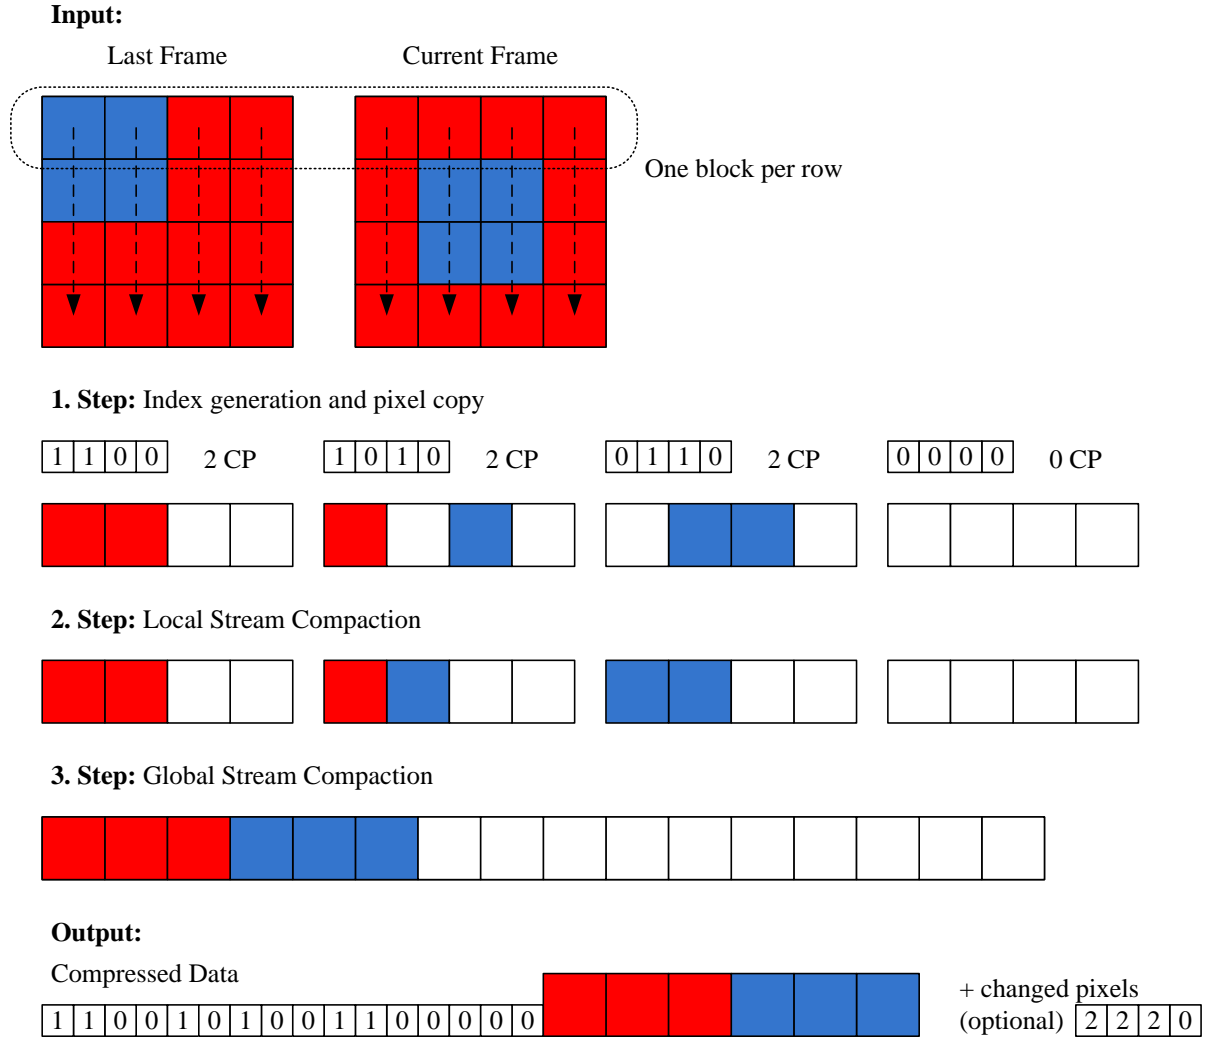 Input:
Last Frame
Current Frame
One block per row
1. Step: Index generation and pixel copy
1 1 0 0 2 CP
1 0 1 0 2 CP
0 1 1 0 2 CP
0 0 0 0 0 CP
2. Step: Local Stream Compaction
3. Step: Global Stream Compaction
Output:
Compressed Data
1 1 0 0 1 0 1 0 0 1 1 0 0 0 0 0
+ changed pixels
(optional) 2 2 2 0